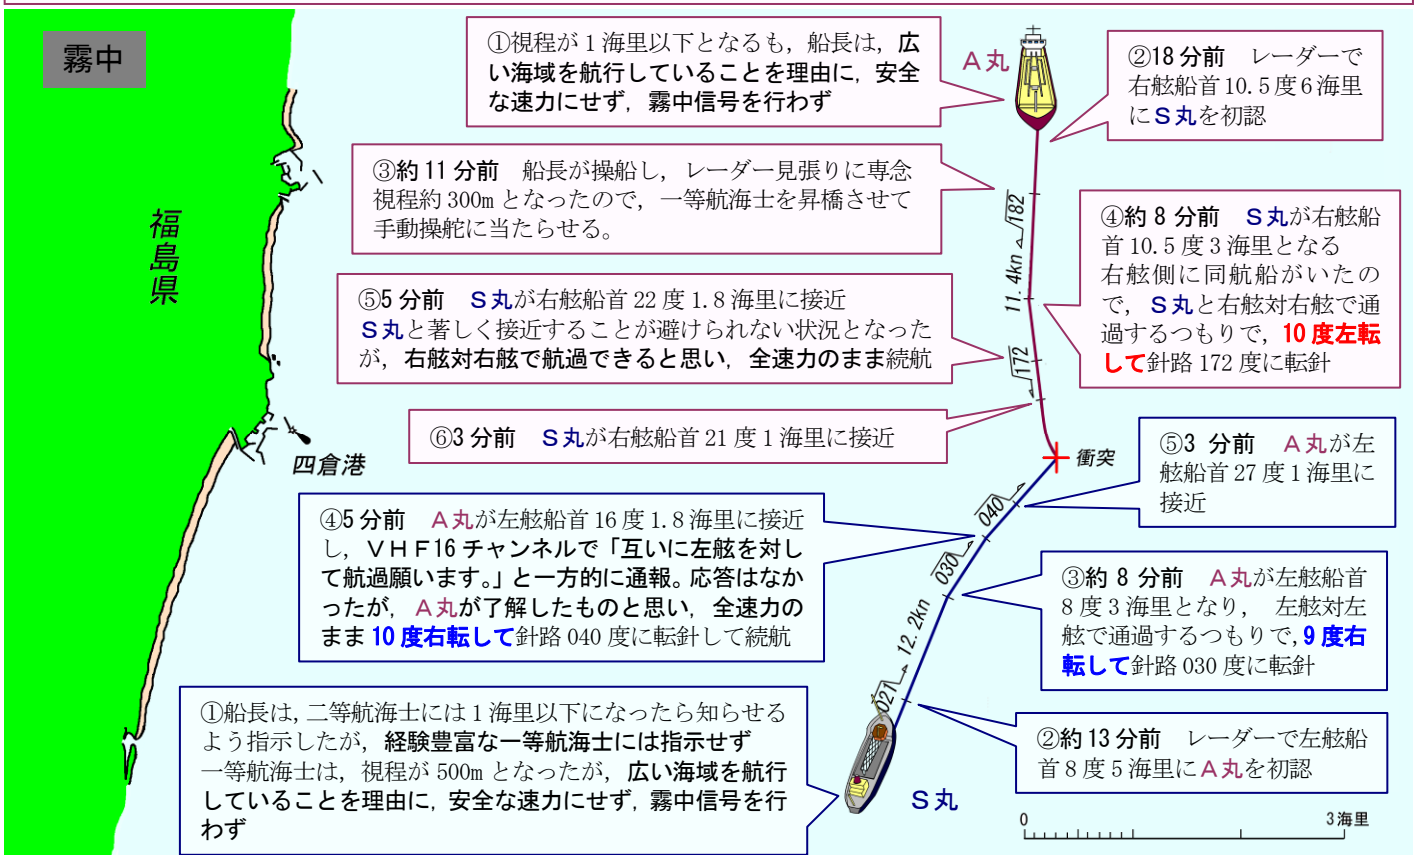 霧中
①視程が1海里以下となるも，船長は，広
い海域を航行していることを理由に，安全
な速力にせず，霧中信号を行わず
A丸
②18分前　レーダーで
右舷船首10.5度6海里
にS丸を初認
③約11分前　船長が操船し，レーダー見張りに専念
視程約300mとなったので，一等航海士を昇橋させて
手動操舵に当たらせる。
182
11.4kn
福島県
④約8分前　S丸が右舷船
首10.5度3海里となる
右舷側に同航船がいたの
で，S丸と右舷対右舷で通
過するつもりで，10度左転
して針路172度に転針
⑤5分前　S丸が右舷船首22度1.8海里に接近
S丸と著しく接近することが避けられない状況となった
が，右舷対右舷で航過できると思い，全速力のまま続航
172
⑥3分前　S丸が右舷船首21度1海里に接近
四倉港
衝突
⑤3分前　A丸が左
舷船首27度1海里に
接近
040
④5分前　A丸が左舷船首16度1.8海里に接近
し，VHF16チャンネルで「互いに左舷を対し
て航過願います。」と一方的に通報。応答はなか
ったが，A丸が了解したものと思い，全速力の
まま10度右転して針路040度に転針して続航
030
12.2kn
③約8分前　A丸が左舷船首
8度3海里となり，　左舷対左
舷で通過するつもりで，9度右
転して針路030度に転針
021
①船長は，二等航海士には1海里以下になったら知らせる
よう指示したが，経験豊富な一等航海士には指示せず
一等航海士は，視程が500mとなったが，広い海域を航行
していることを理由に，安全な速力にせず，霧中信号を行
わず
S丸
②約13分前　レーダーで左舷船
首8度5海里にA丸を初認
0
3海里